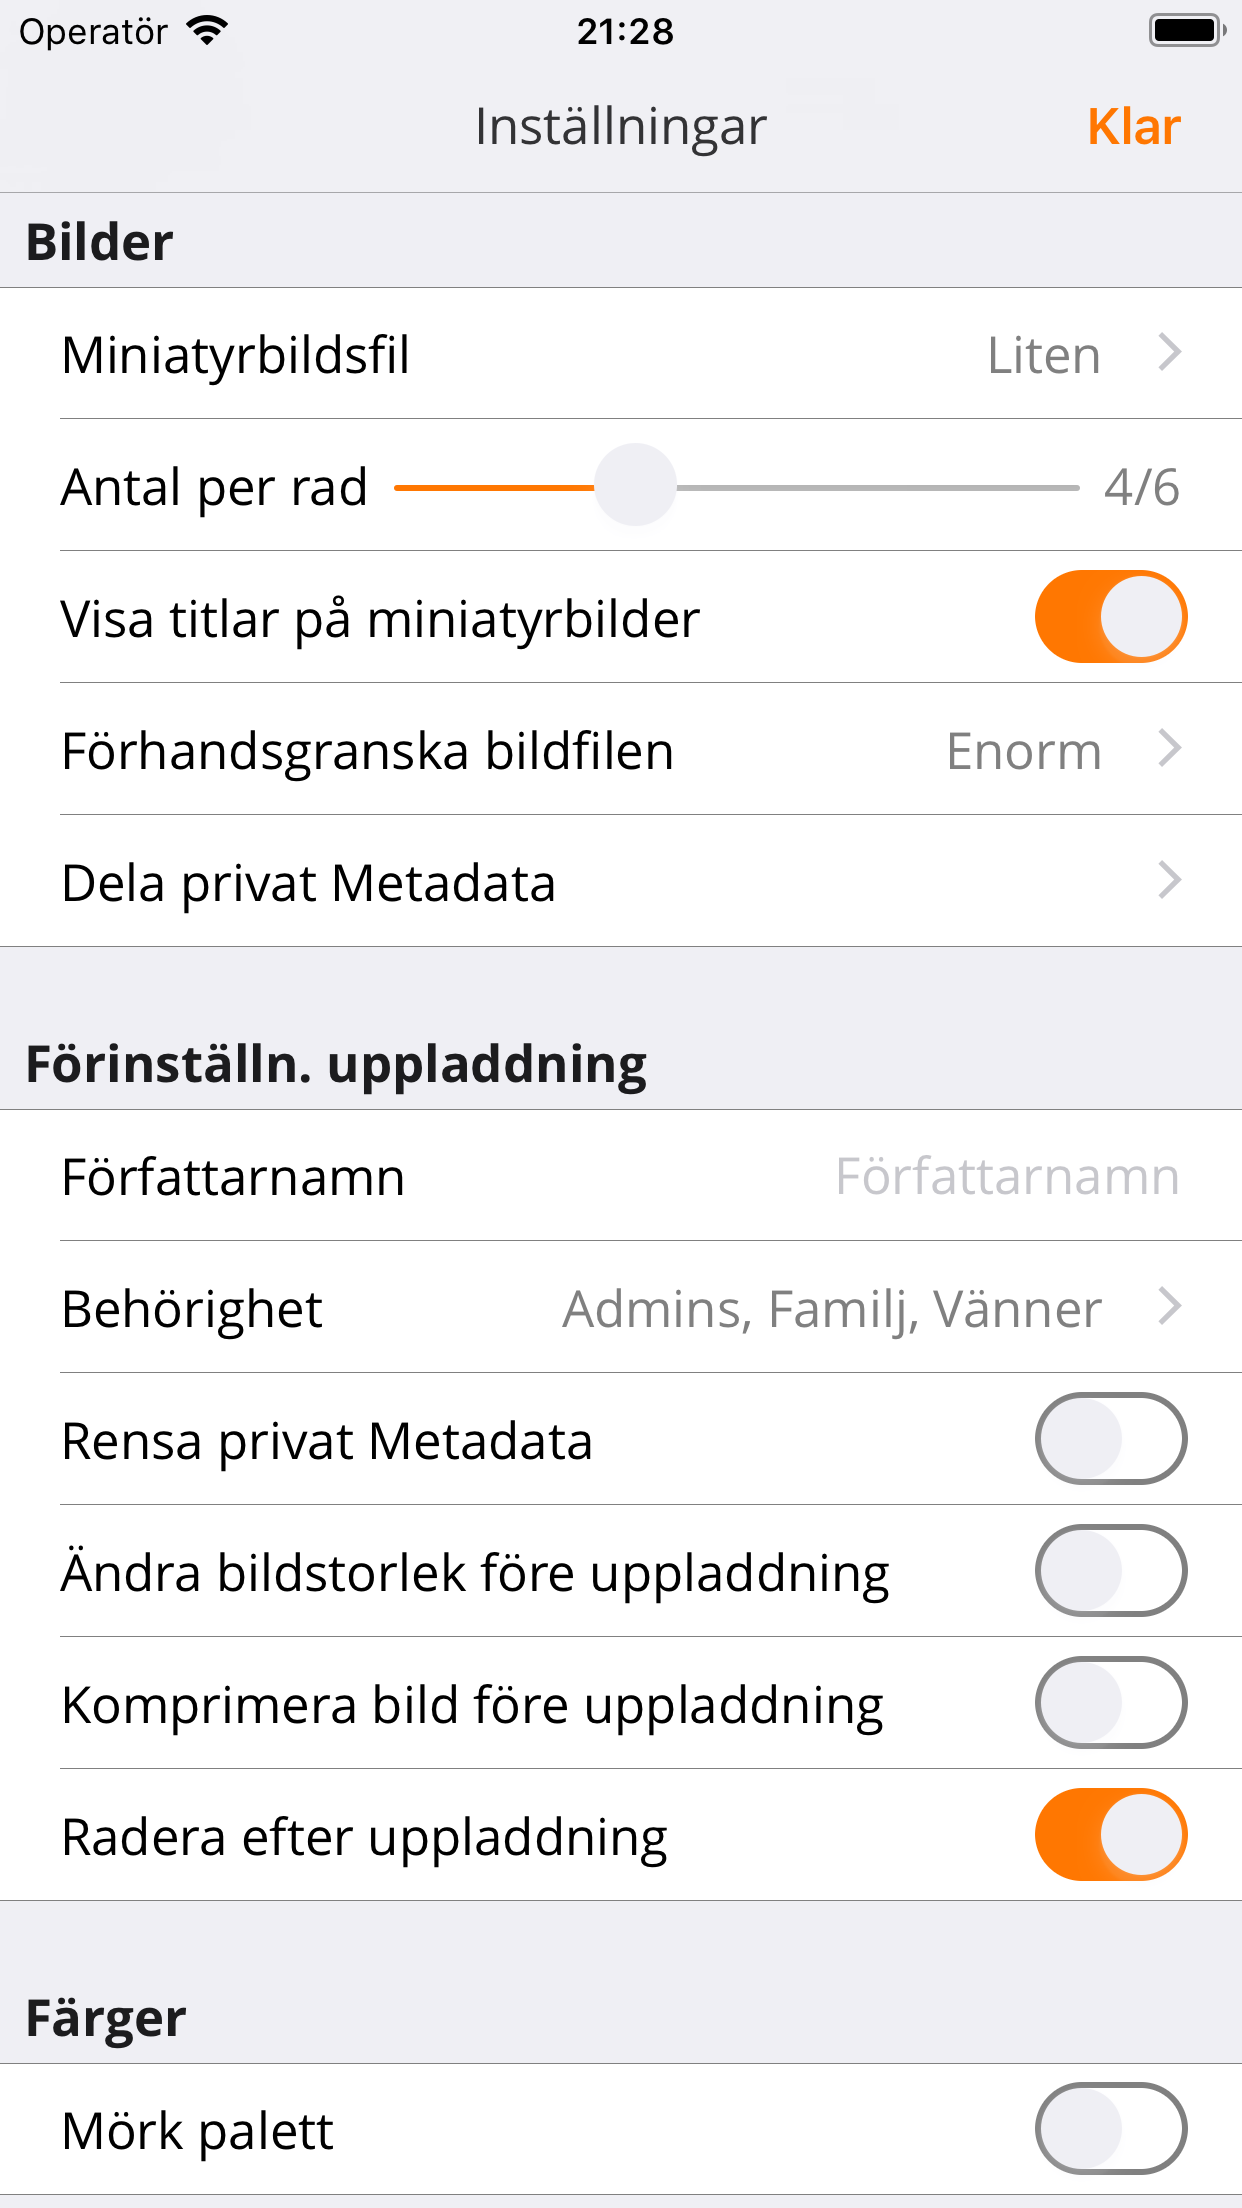 Operatör 21:28
Inställningar Klar
Bilder
Miniatyrbildsfil Liten
Antal per rad 4/6
Visa titlar på miniatyrbilder
Förhandsgranska bildfilen Enorm
Dela privat Metadata
Förinställn. uppladdning
Författarnamn Författarnamn
Behörighet Admins, Familj, Vänner
Rensa privat Metadata
Ändra bildstorlek före uppladdning
Komprimera bild före uppladdning
Radera efter uppladdning
Färger
Mörk palett